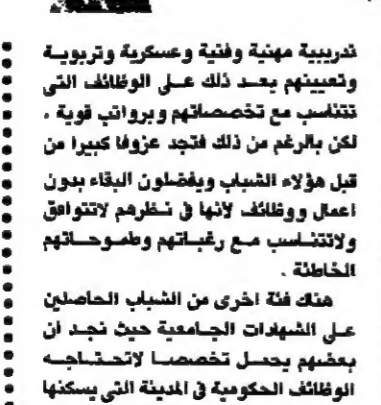 تدريبية مهنية وفنية وعسكرية وتربوية
وتعيينهم بعد ذلك على الوظائف التى
تتناسب مع تخصصاتهم وبرواتب قوية .
لكن بالرغم من ذلك فتجد عزوفا كبيرا من
قبل هؤلاء الشباب ويفضلون البقاء بدون
اعمال ووظائف لأنها في نظرهم لاتتوافق
ولاتتناسب مع رغباتهم وطموحاتهم
الخاطئة .
هناك فئة اخرى من الشباب الحاصلين
على الشهادات الجامعية حيث نجد ان
بعضهم يحمل تخصصا لاتحتاجه
الوظائف الحكومية في المدينة التي يسكنها